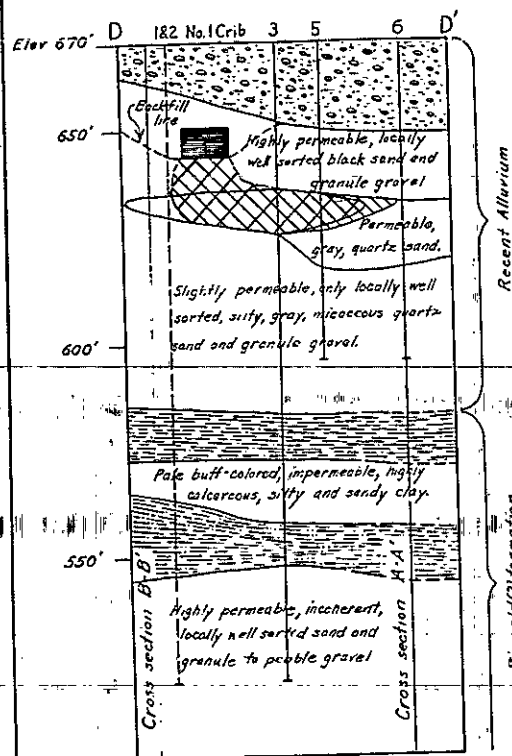 D 1&2 No.1 Crib 3 5 6 D'
Elev 670'
Backfill
line
650'
Highly permeable, locally
well sorted black sand and
granule gravel
Permeable,
gray, quartz sand.
Slightly permeable, only locally well
sorted, silty, gray, micaceous quartz
sand and granule gravel.
600'
Recent Alluvium
Pale buff-colored, impermeable, highly
calcareous, silty and sandy clay.
550'
Highly permeable, incoherent,
locally well sorted sand and
granule to pebble gravel
Cross section B-B'
Cross section A-A'
formation